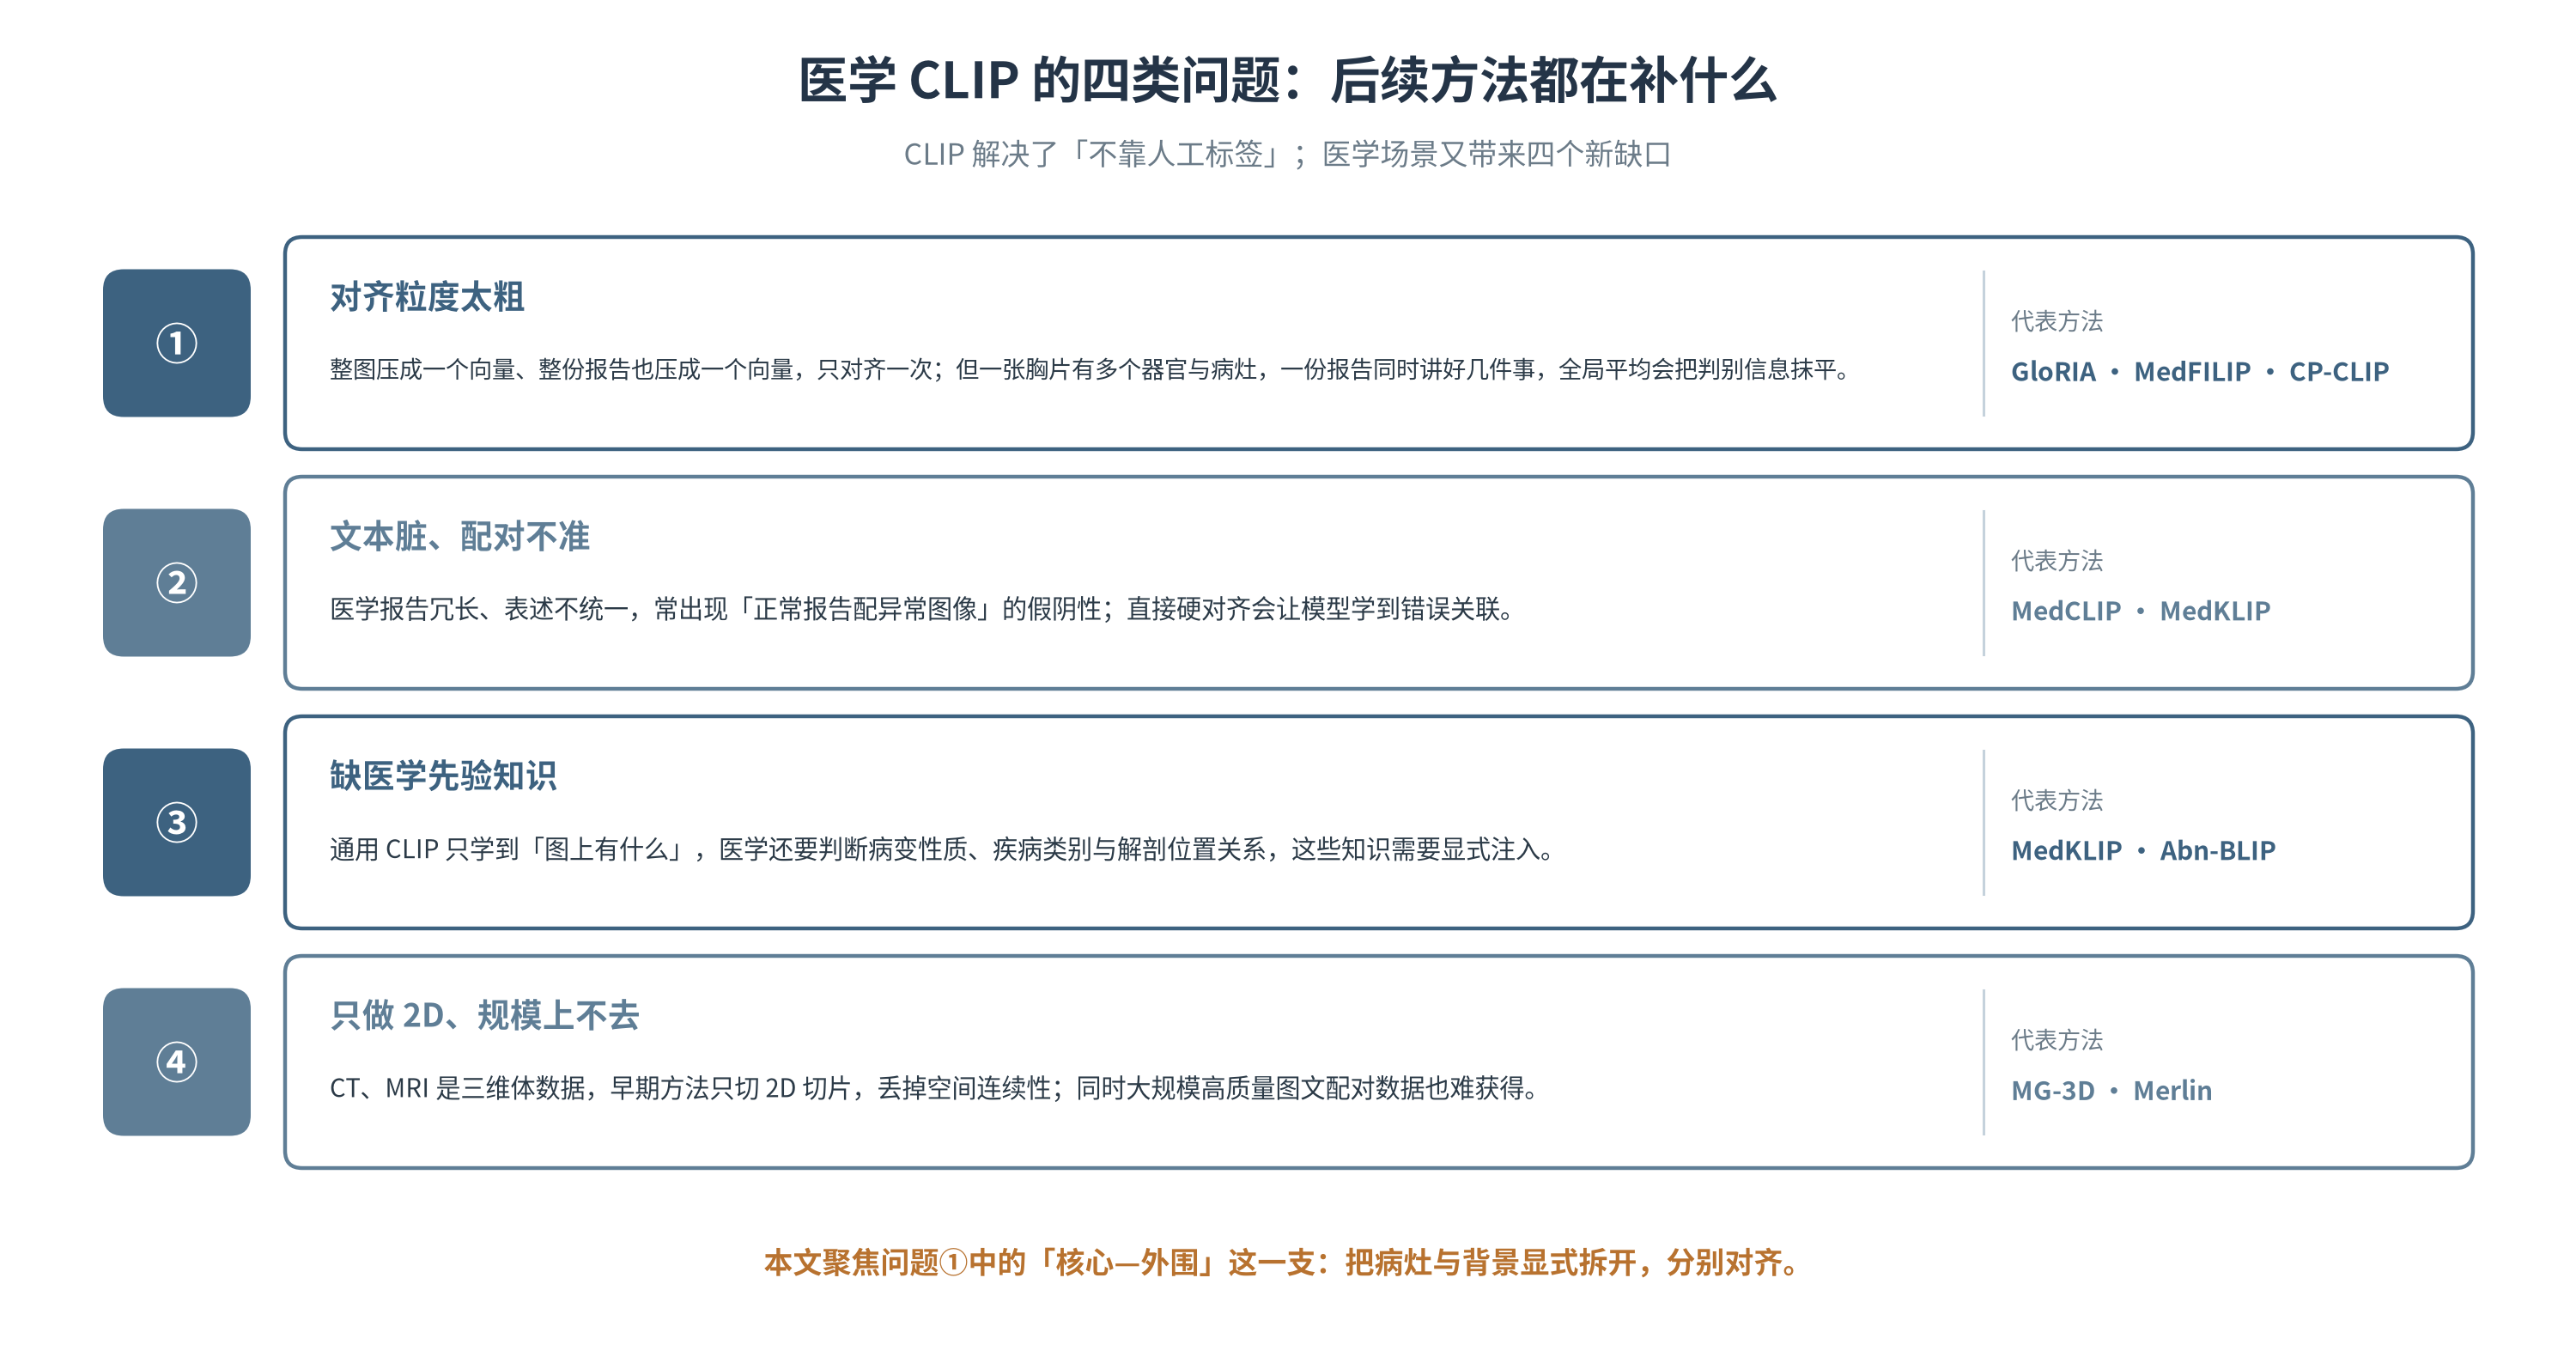 医学 CLIP 的四类问题：后续方法都在补什么
CLIP 解决了「不靠人工标签」；医学场景又带来四个新缺口
①
对齐粒度太粗
整图压成一个向量、整份报告也压成一个向量，只对齐一次；但一张胸片有多个器官与病灶，一份报告同时讲好几件事，全局平均会把判别信息抹平。
代表方法
GloRIA • MedFILIP • CP-CLIP
②
文本脏、配对不准
医学报告冗长、表述不统一，常出现「正常报告配异常图像」的假阴性；直接硬对齐会让模型学到错误关联。
代表方法
MedCLIP • MedKLIP
③
缺医学先验知识
通用 CLIP 只学到「图上有什么」，医学还要判断病变性质、疾病类别与解剖位置关系，这些知识需要显式注入。
代表方法
MedKLIP • Abn-BLIP
④
只做 2D、规模上不去
CT、MRI 是三维体数据，早期方法只切 2D 切片，丢掉空间连续性；同时大规模高质量图文配对数据也难获得。
代表方法
MG-3D • Merlin
本文聚焦问题①中的「核心—外围」这一支：把病灶与背景显式拆开，分别对齐。